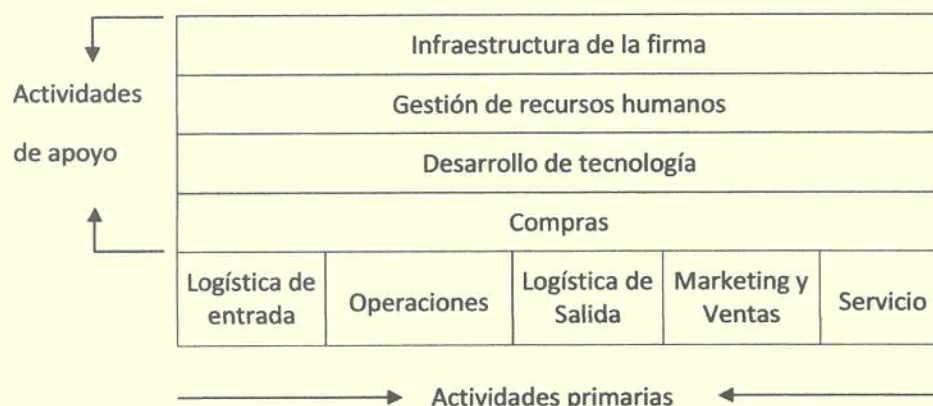 Infraestructura de la firma
Actividades
de apoyo
Gestión de recursos humanos
Desarrollo de tecnología
Compras
Logística de
entrada
Operaciones
Logística de
Salida
Marketing y
Ventas
Servicio
Actividades primarias